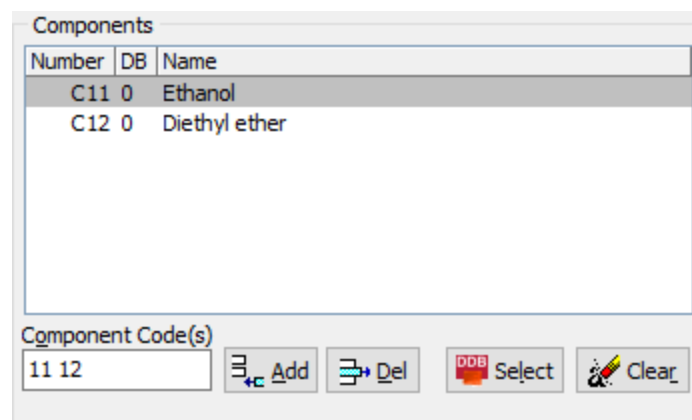 Components
Number DB Name
C11 0 Ethanol
C12 0 Diethyl ether
Component Code(s)
11 12 Add Del DDB Select Clear